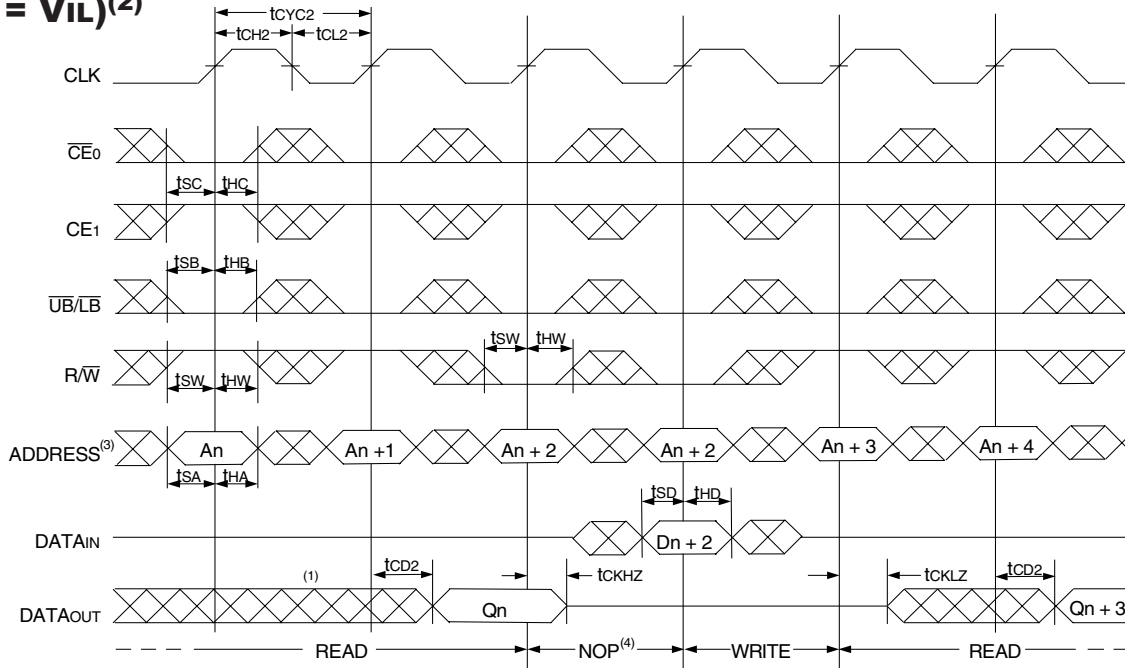 = VIL)(2)
tCYC2
tCH2 tCL2
CLK
CE0
tSC tHC
CE1
tSB tHB
UB/LB
tSW tHW
R/W
tSW tHW
ADDRESS(3) An An +1 An + 2 An + 2 An + 3 An + 4
tSA tHA
tSD tHD
DATAIN Dn + 2
(1) tCD2 tCKHZ tCKLZ tCD2
DATAOUT Qn Qn + 3
READ NOP(4) WRITE READ